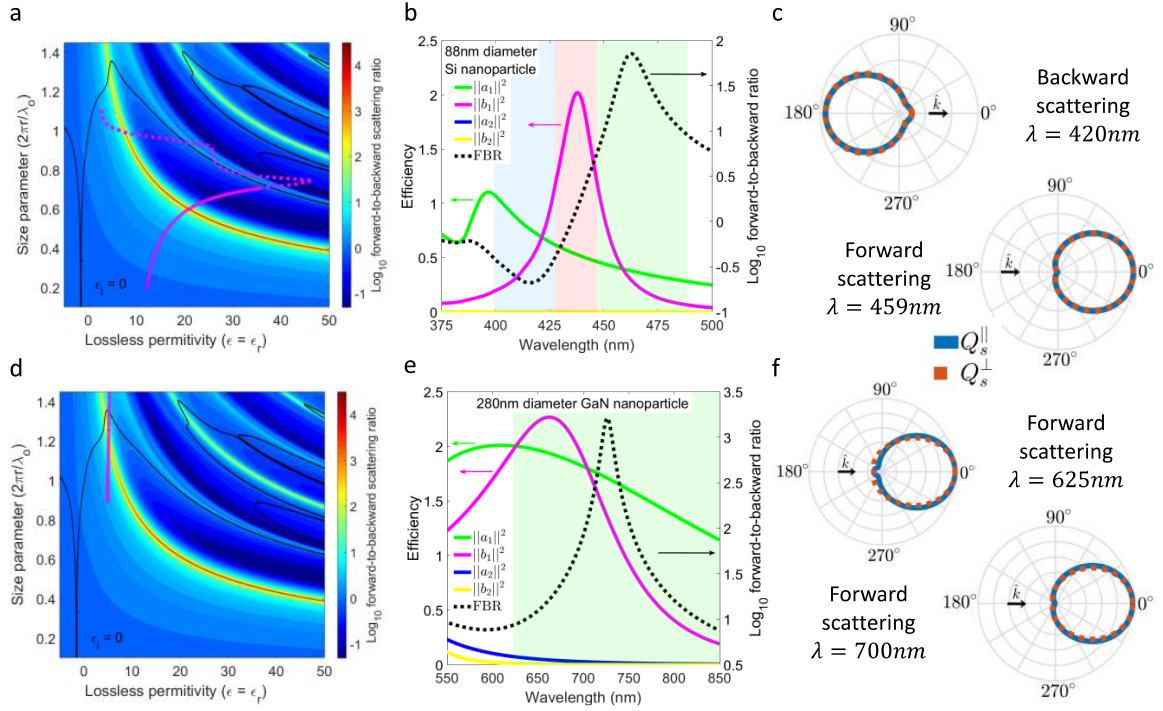 a
Size parameter (2πr/λo)
1.4
1.2
1
0.8
0.6
0.4
0.2
ϵi = 0
0
10
20
30
40
50
Lossless permitivity (ϵ = ϵr)
4
3
2
1
0
-1
Log10 forward-to-backward scattering ratio
b
Efficiency
2.5
2
1.5
1
0.5
0
88nm diameter
Si nanoparticle
||a1||2
||b1||2
||a2||2
||b2||2
FBR
375
400
425
450
475
500
Wavelength (nm)
2
1.5
1
0.5
0
-0.5
-1
Log10 forward-to-backward ratio
c
90°
180°
k̂
0°
270°
Backward
scattering
λ = 420nm
Forward
scattering
λ = 459nm
90°
180°
k̂
0°
270°
Qs||
Qs⊥
d
Size parameter (2πr/λo)
1.4
1.2
1
0.8
0.6
0.4
0.2
ϵi = 0
0
10
20
30
40
50
Lossless permitivity (ϵ = ϵr)
4
3
2
1
0
-1
Log10 forward-to-backward scattering ratio
e
Efficiency
2.5
2
1.5
1
0.5
0
280nm diameter GaN nanoparticle
||a1||2
||b1||2
||a2||2
||b2||2
FBR
550
600
650
700
750
800
850
Wavelength (nm)
3.5
3
2.5
2
1.5
1
0.5
Log10 forward-to-backward ratio
f
90°
180°
k̂
0°
270°
Forward
scattering
λ = 625nm
Forward
scattering
λ = 700nm
90°
180°
k̂
0°
270°